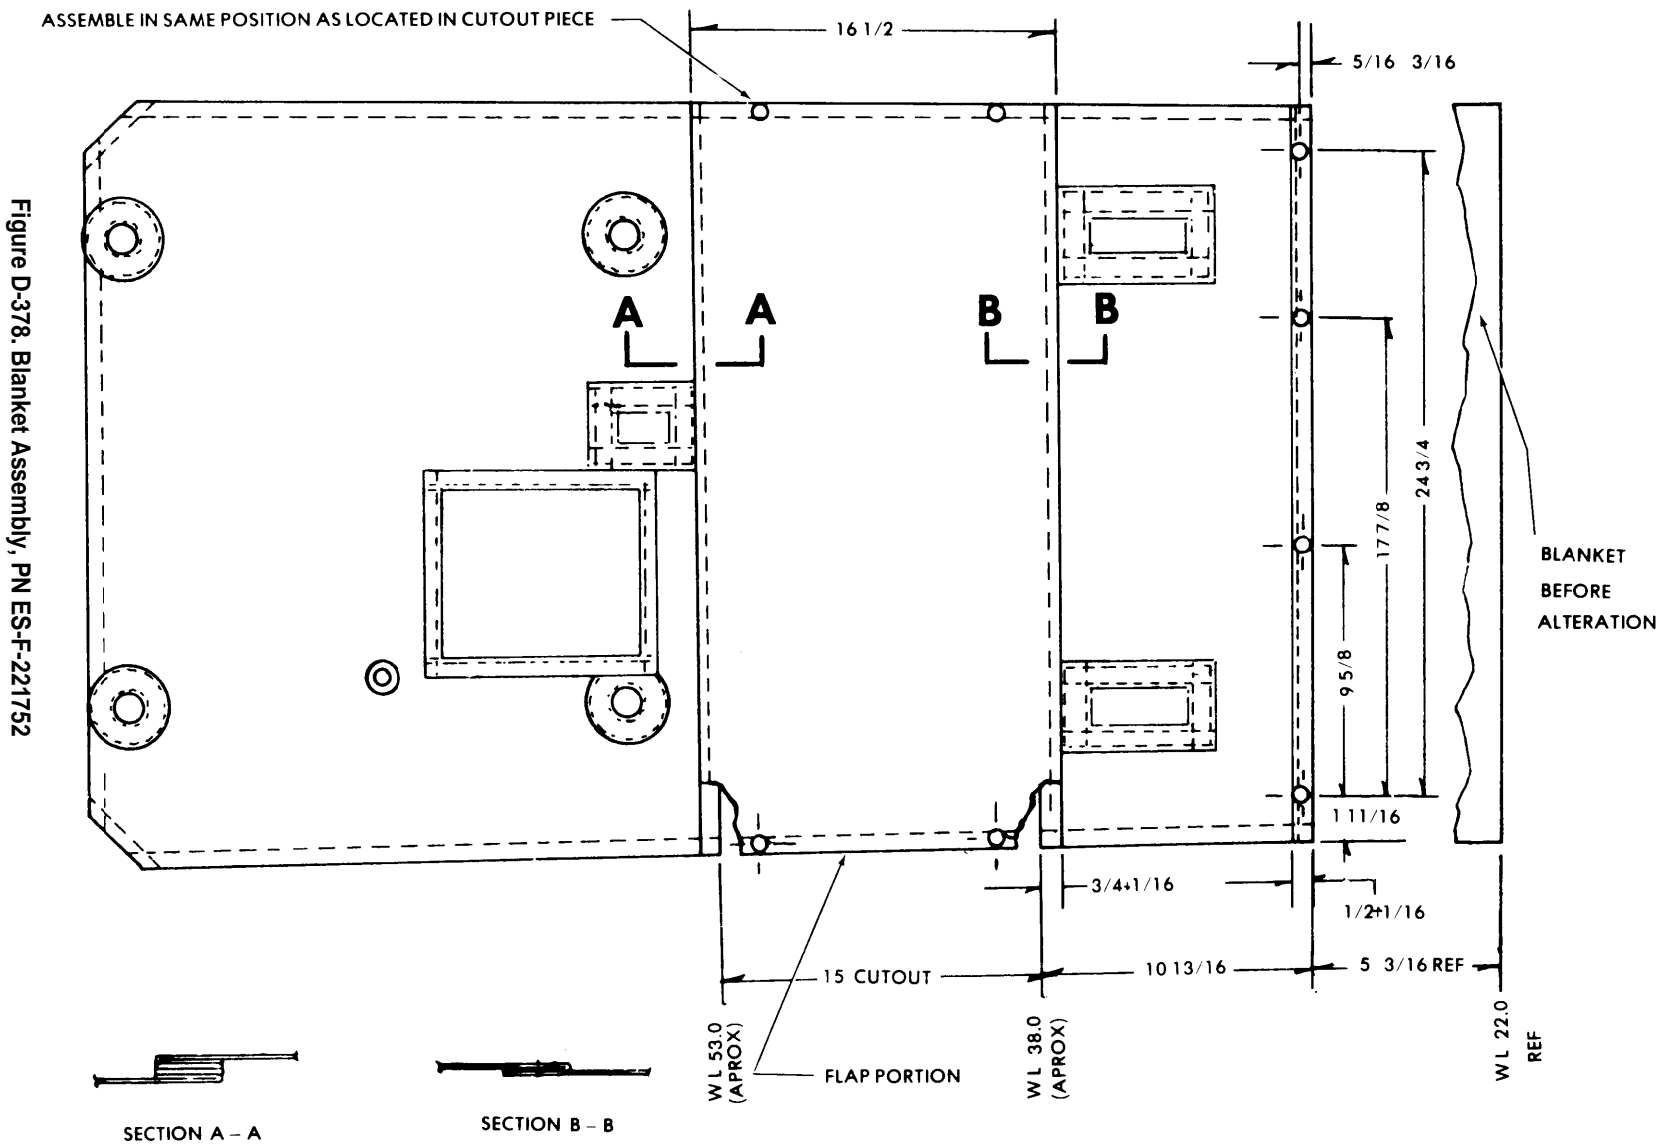 ASSEMBLE IN SAME POSITION AS LOCATED IN CUTOUT PIECE
16 1/2
5/16 3/16
A A
B B
24 3/4
17 7/8
9 5/8
1 11/16
BLANKET
BEFORE
ALTERATION
3/4+1/16
1/2+1/16
15 CUTOUT
10 13/16
5 3/16 REF
WL 53.0
(APROX)
WL 38.0
(APROX)
WL 22.0
REF
FLAP PORTION
SECTION A – A
SECTION B – B
Figure D-378. Blanket Assembly, PN ES-F-221752